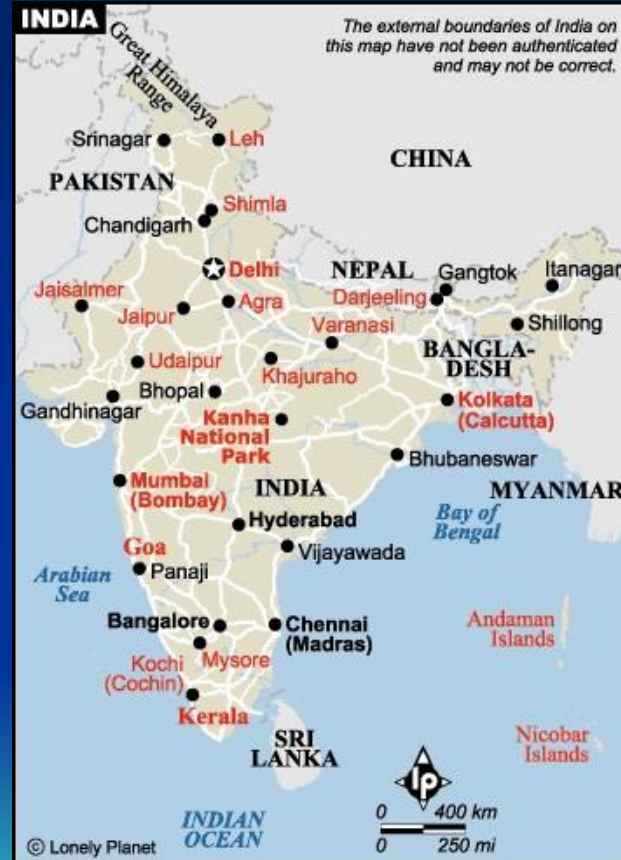 INDIA
The external boundaries of India on
this map have not been authenticated
and may not be correct.
Great Himalaya
Range
Srinagar
Leh
CHINA
PAKISTAN
Shimla
Chandigarh
Delhi
NEPAL
Gangtok
Itanagar
Jaisalmer
Agra
Darjeeling
Jaipur
Varanasi
Shillong
BANGLA-
DESH
Udaipur
Khajuraho
Bhopal
Gandhinagar
Kanha
National
Park
Kolkata
(Calcutta)
Bhubaneswar
Mumbai
(Bombay)
INDIA
MYANMAR
Hyderabad
Bay of
Bengal
Goa
Vijayawada
Arabian
Sea
Panaji
Bangalore
Chennai
(Madras)
Andaman
Islands
Kochi
(Cochin)
Mysore
Kerala
SRI
LANKA
Nicobar
Islands
lp
INDIAN
OCEAN
0 400 km
0 250 mi
© Lonely Planet